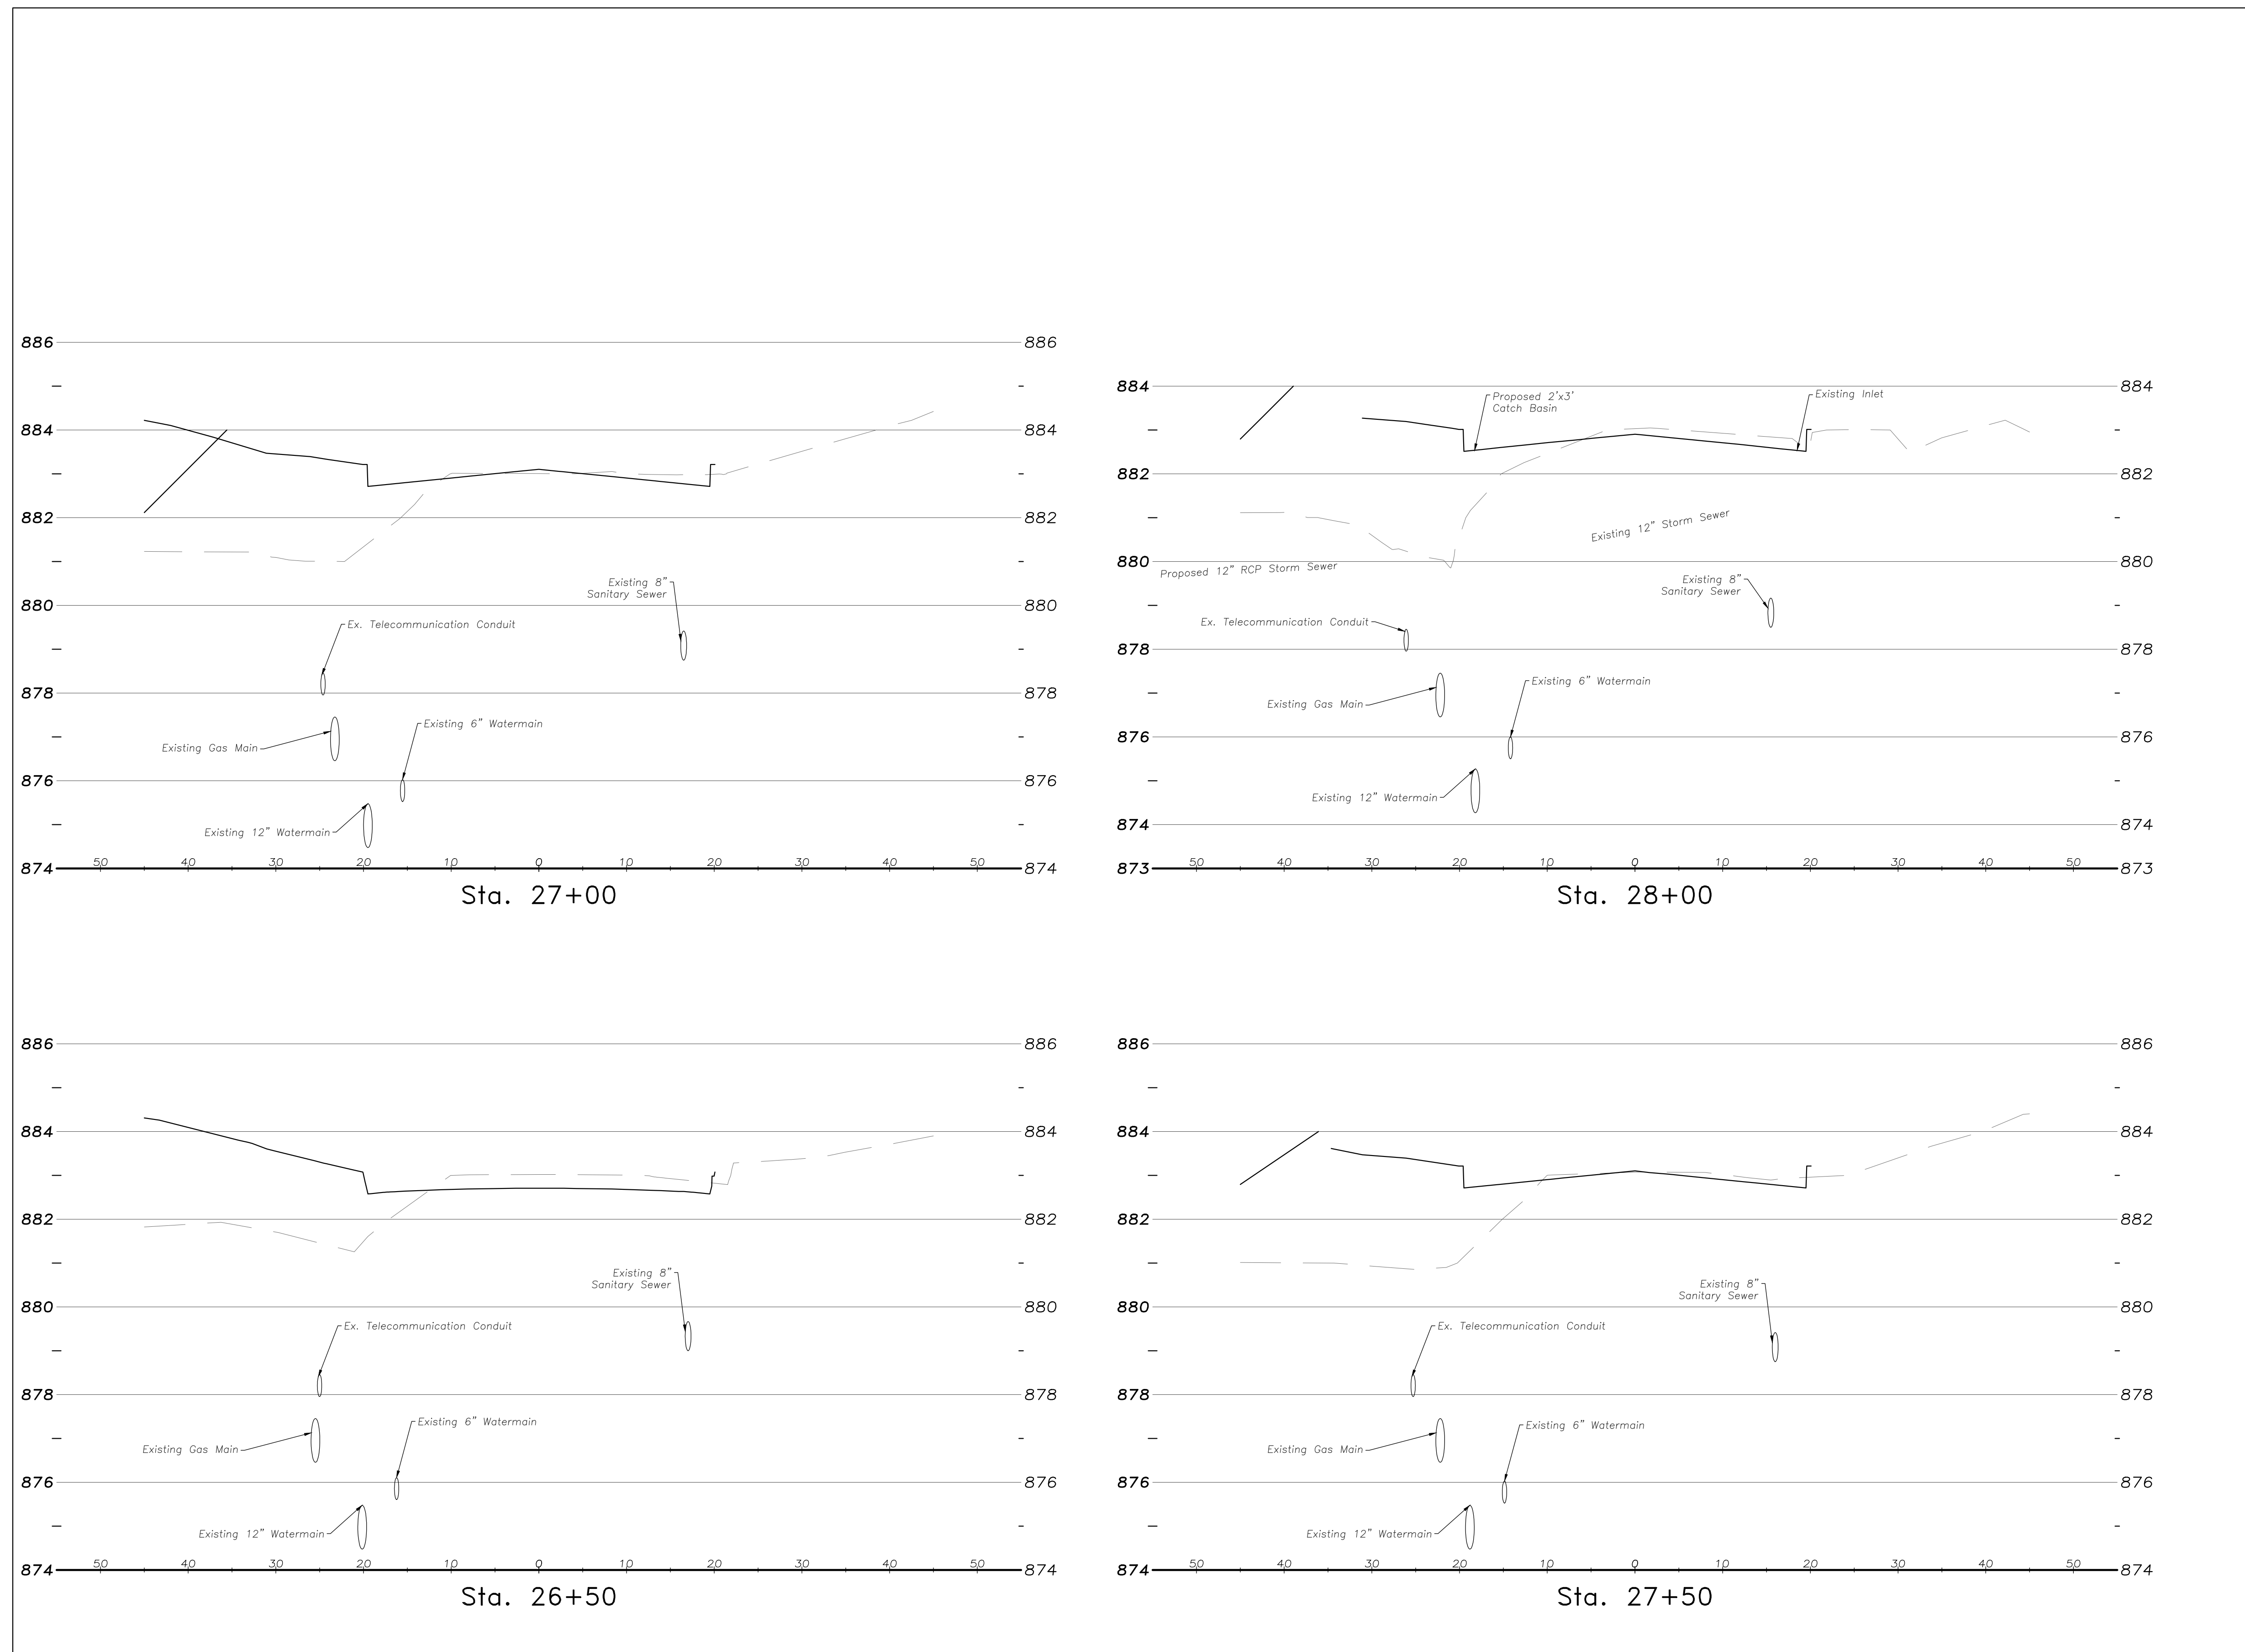 886 886
884 884
882 882
Existing 8"
Sanitary Sewer
880 880
Ex. Telecommunication Conduit
878 878
Existing 6" Watermain
Existing Gas Main
876 876
Existing 12" Watermain
50 40 30 20 10 0 10 20 30 40 50
874 874
Sta. 27+00
884 884
Proposed 2'x3'
Catch Basin
Existing Inlet
882 882
Existing 12" Storm Sewer
880 880
Proposed 12" RCP Storm Sewer
Existing 8"
Sanitary Sewer
Ex. Telecommunication Conduit
878 878
Existing 6" Watermain
Existing Gas Main
876 876
Existing 12" Watermain
874 874
50 40 30 20 10 0 10 20 30 40 50
873 873
Sta. 28+00
886 886
884 884
882 882
Existing 8"
Sanitary Sewer
880 880
Ex. Telecommunication Conduit
878 878
Existing 6" Watermain
Existing Gas Main
876 876
Existing 12" Watermain
50 40 30 20 10 0 10 20 30 40 50
874 874
Sta. 26+50
886 886
884 884
882 882
Existing 8"
Sanitary Sewer
880 880
Ex. Telecommunication Conduit
878 878
Existing 6" Watermain
Existing Gas Main
876 876
Existing 12" Watermain
50 40 30 20 10 0 10 20 30 40 50
874 874
Sta. 27+50